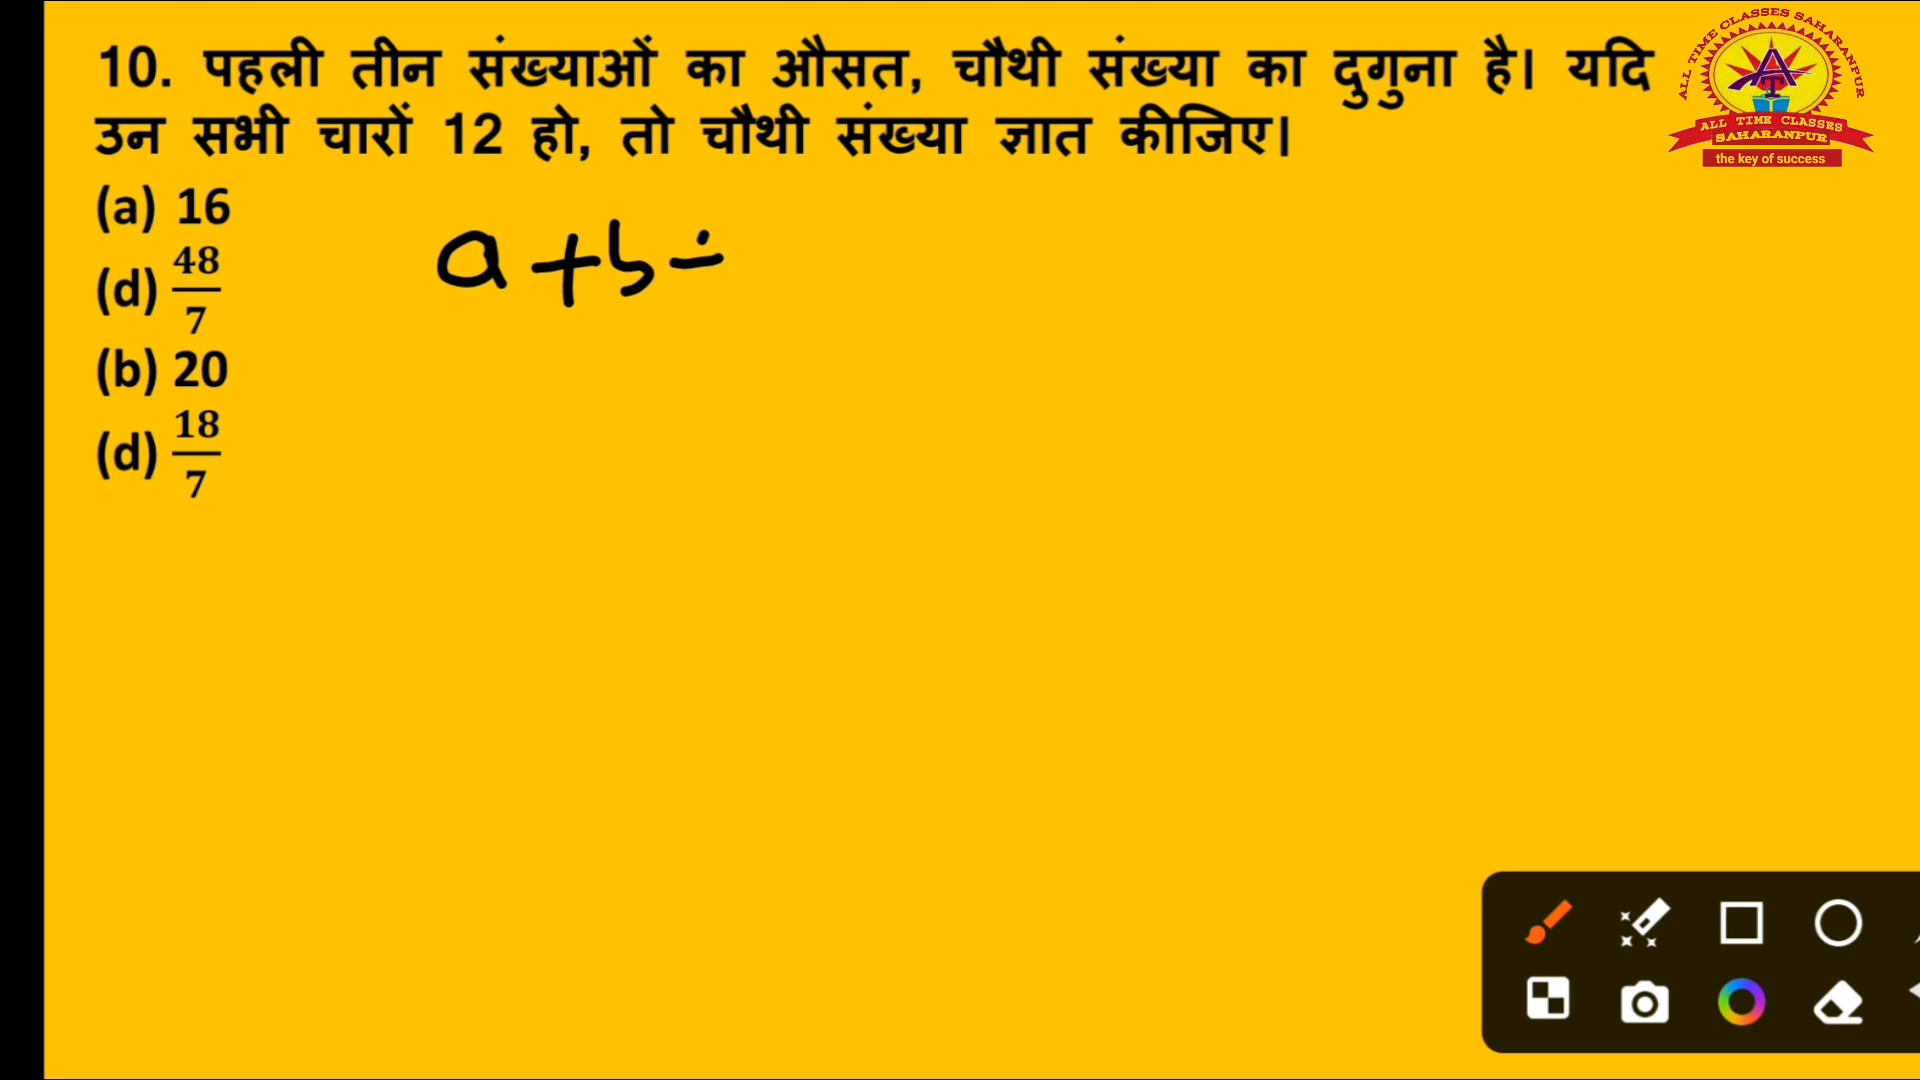 10. पहली तीन संख्याओं का औसत, चौथी संख्या का दुगुना है। यदि
उन सभी चारों 12 हो, तो चौथी संख्या ज्ञात कीजिए।
(a) 16
(d) 48/7
(b) 20
(d) 18/7
a+b÷
ALL TIME CLASSES SAHARANPUR
AT
ALL TIME CLASSES
SAHARANPUR
the key of success